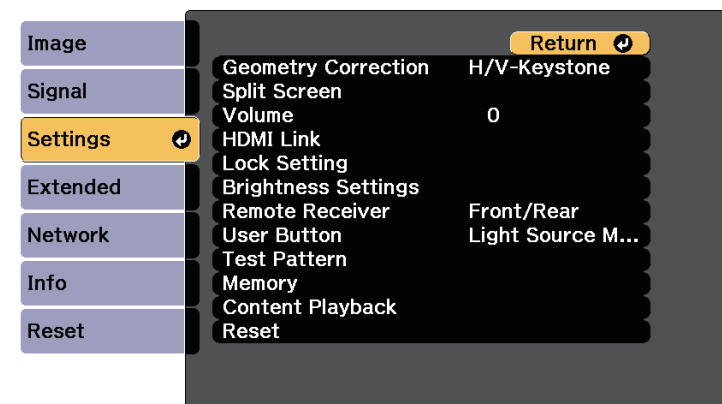 Image
Signal
Settings
Extended
Network
Info
Reset
Return
Geometry Correction H/V-Keystone
Split Screen
Volume 0
HDMI Link
Lock Setting
Brightness Settings
Remote Receiver Front/Rear
User Button Light Source M...
Test Pattern
Memory
Content Playback
Reset